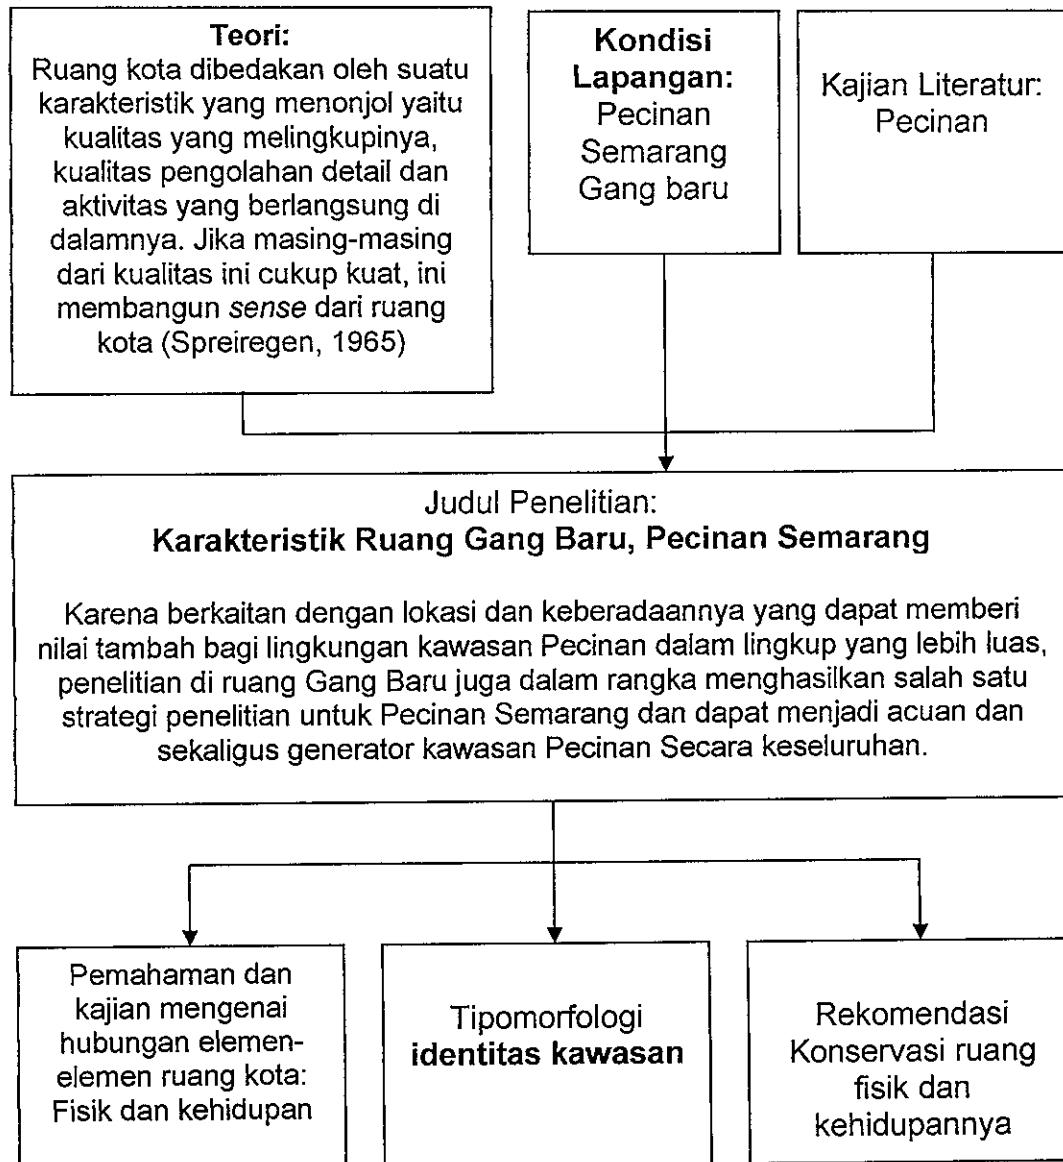 Teori:
Ruang kota dibedakan oleh suatu
karakteristik yang menonjol yaitu
kualitas yang melingkupinya,
kualitas pengolahan detail dan
aktivitas yang berlangsung di
dalamnya. Jika masing-masing
dari kualitas ini cukup kuat, ini
membangun sense dari ruang
kota (Spreiregen, 1965)
Kondisi
Lapangan:
Pecinan
Semarang
Gang baru
Kajian Literatur:
Pecinan
Judul Penelitian:
Karakteristik Ruang Gang Baru, Pecinan Semarang
Karena berkaitan dengan lokasi dan keberadaannya yang dapat memberi
nilai tambah bagi lingkungan kawasan Pecinan dalam lingkup yang lebih luas,
penelitian di ruang Gang Baru juga dalam rangka menghasilkan salah satu
strategi penelitian untuk Pecinan Semarang dan dapat menjadi acuan dan
sekaligus generator kawasan Pecinan Secara keseluruhan.
Pemahaman dan
kajian mengenai
hubungan elemen-
elemen ruang kota:
Fisik dan kehidupan
Tipomorfologi
identitas kawasan
Rekomendasi
Konservasi ruang
fisik dan
kehidupannya